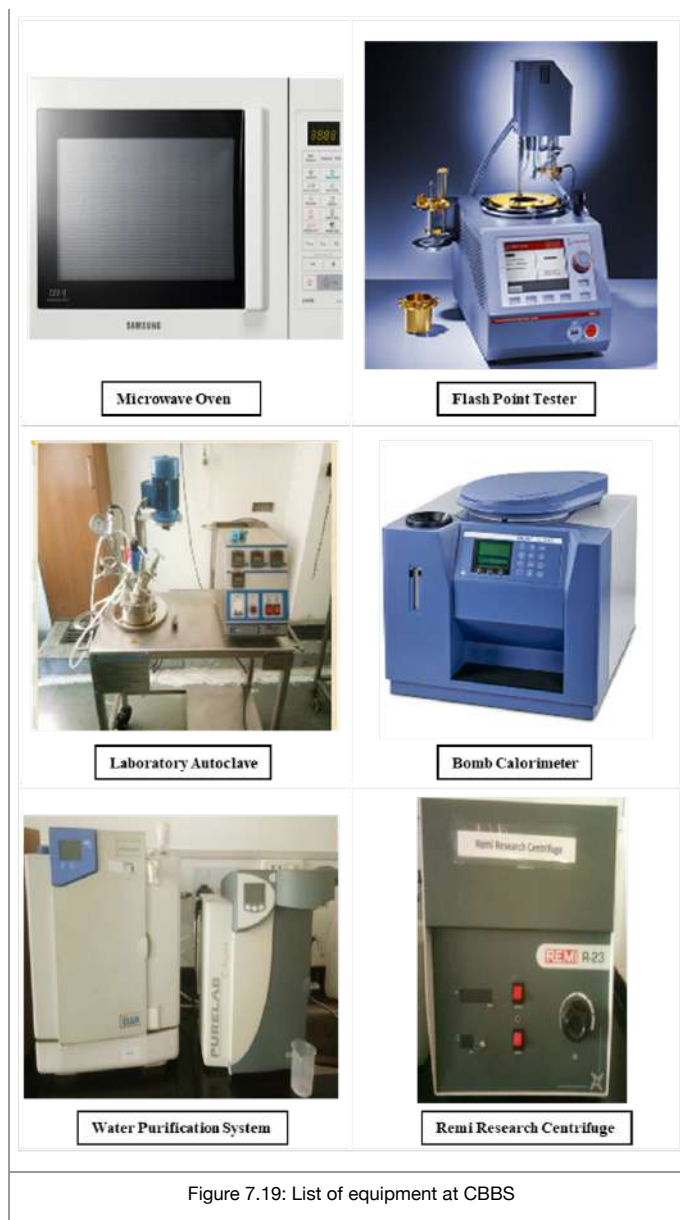 SAMSUNG
Microwave Oven
Flash Point Tester
Laboratory Autoclave
Bomb Calorimeter
ELGA
PURELAB
Water Purification System
Remi Research Centrifuge
REMI R-23
Remi Research Centrifuge
Figure 7.19: List of equipment at CBBS